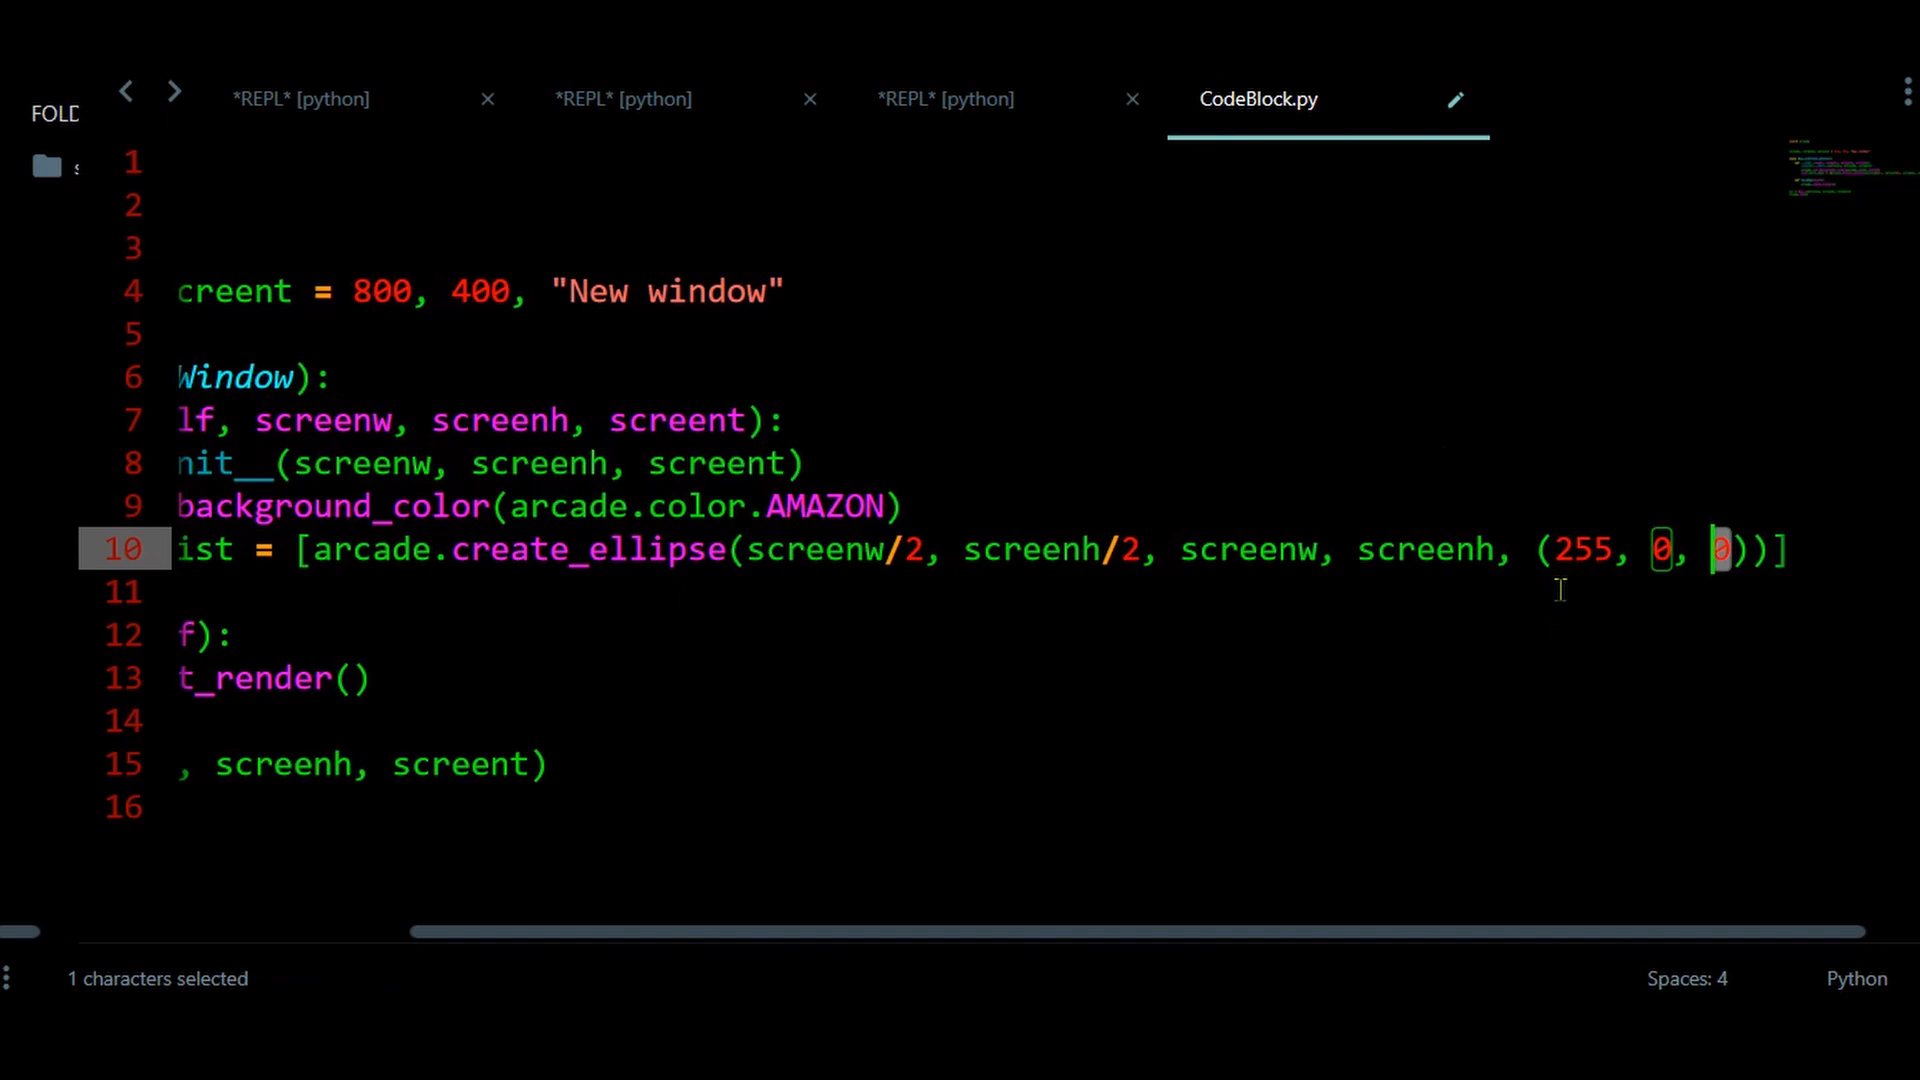 *REPL* [python] *REPL* [python] *REPL* [python] CodeBlock.py
FOLD
s
1
2
3
4 creent = 800, 400, "New window"
5
6 Window):
7 lf, screenw, screenh, screent):
8 nit__(screenw, screenh, screent)
9 background_color(arcade.color.AMAZON)
10 ist = [arcade.create_ellipse(screenw/2, screenh/2, screenw, screenh, (255, 0, 0))]
11
12 f):
13 t_render()
14
15 , screenh, screent)
16
1 characters selected Spaces: 4 Python